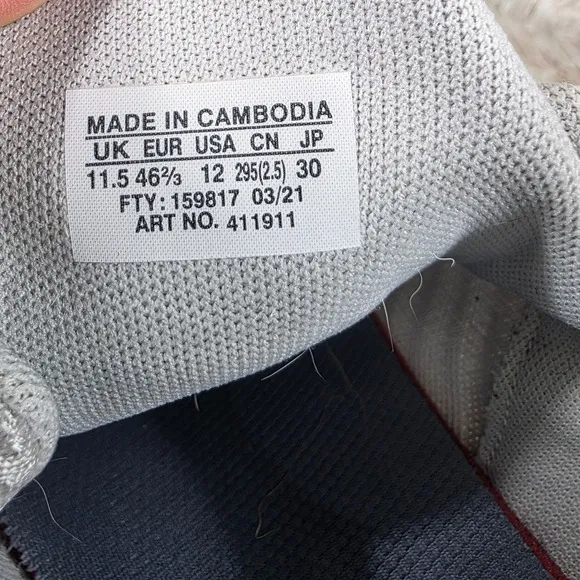 MADE IN CAMBODIA
UK EUR USA CN JP
11.5 46⅔ 12 295(2.5) 30
FTY: 159817 03/21
ART NO. 411911